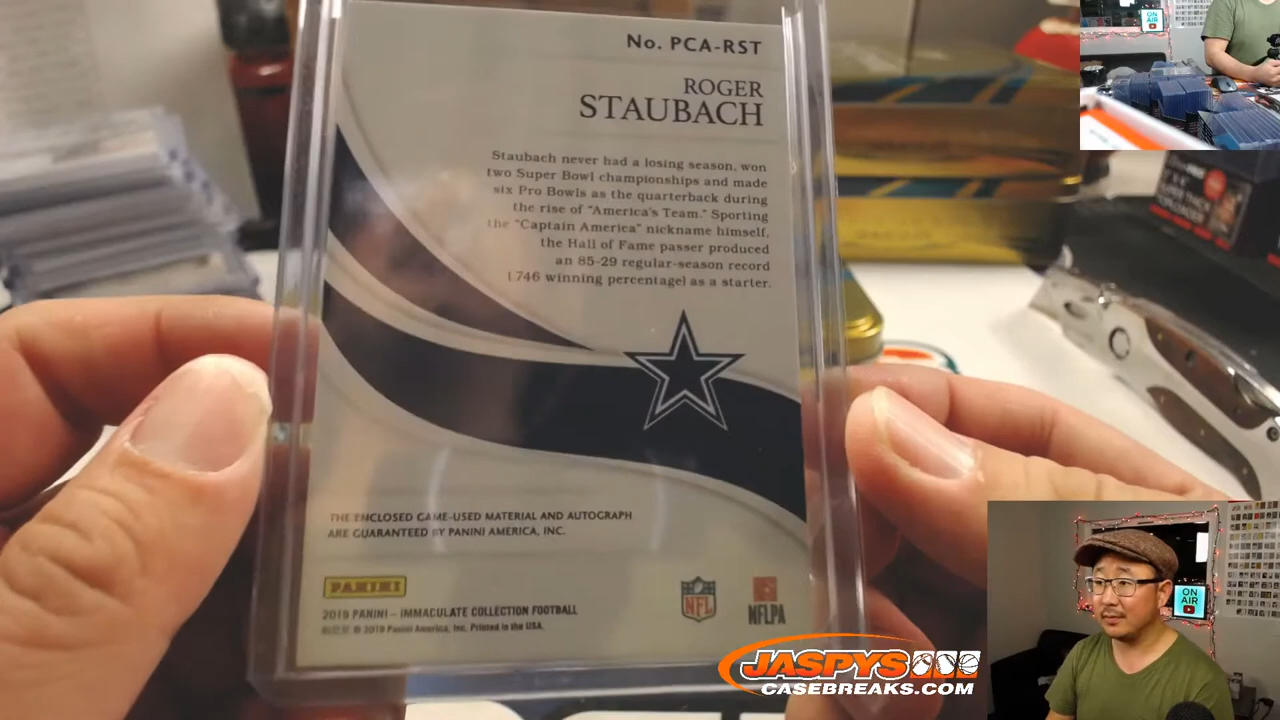 No. PCA-RST
ROGER
STAUBACH
Staubach never had a losing season, won
two Super Bowl championships and made
six Pro Bowls as the quarterback during
the rise of "America's Team." Sporting
the "Captain America" nickname himself,
the Hall of Fame passer produced
an 85-29 regular-season record
(.746 winning percentage) as a starter.
THE ENCLOSED GAME-USED MATERIAL AND AUTOGRAPH
ARE GUARANTEED BY PANINI AMERICA, INC.
PANINI
NFL
NFLPA
2019 PANINI – IMMACULATE COLLECTION FOOTBALL
© 2019 Panini America, Inc. Printed in the USA.
JASPYS
CASEBREAKS.COM
ON
AIR
ON
AIR